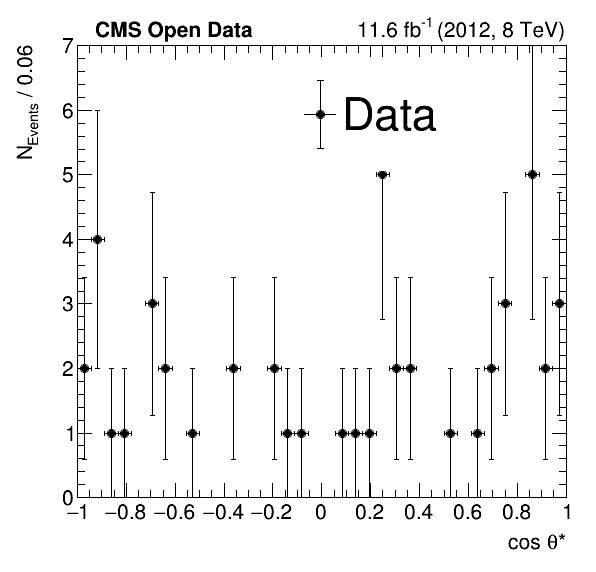 CMS Open Data 11.6 fb⁻¹ (2012, 8 TeV)
N_Events / 0.06
Data
7
6
5
4
3
2
1
0
−1 −0.8 −0.6 −0.4 −0.2 0 0.2 0.4 0.6 0.8 1
cos θ*